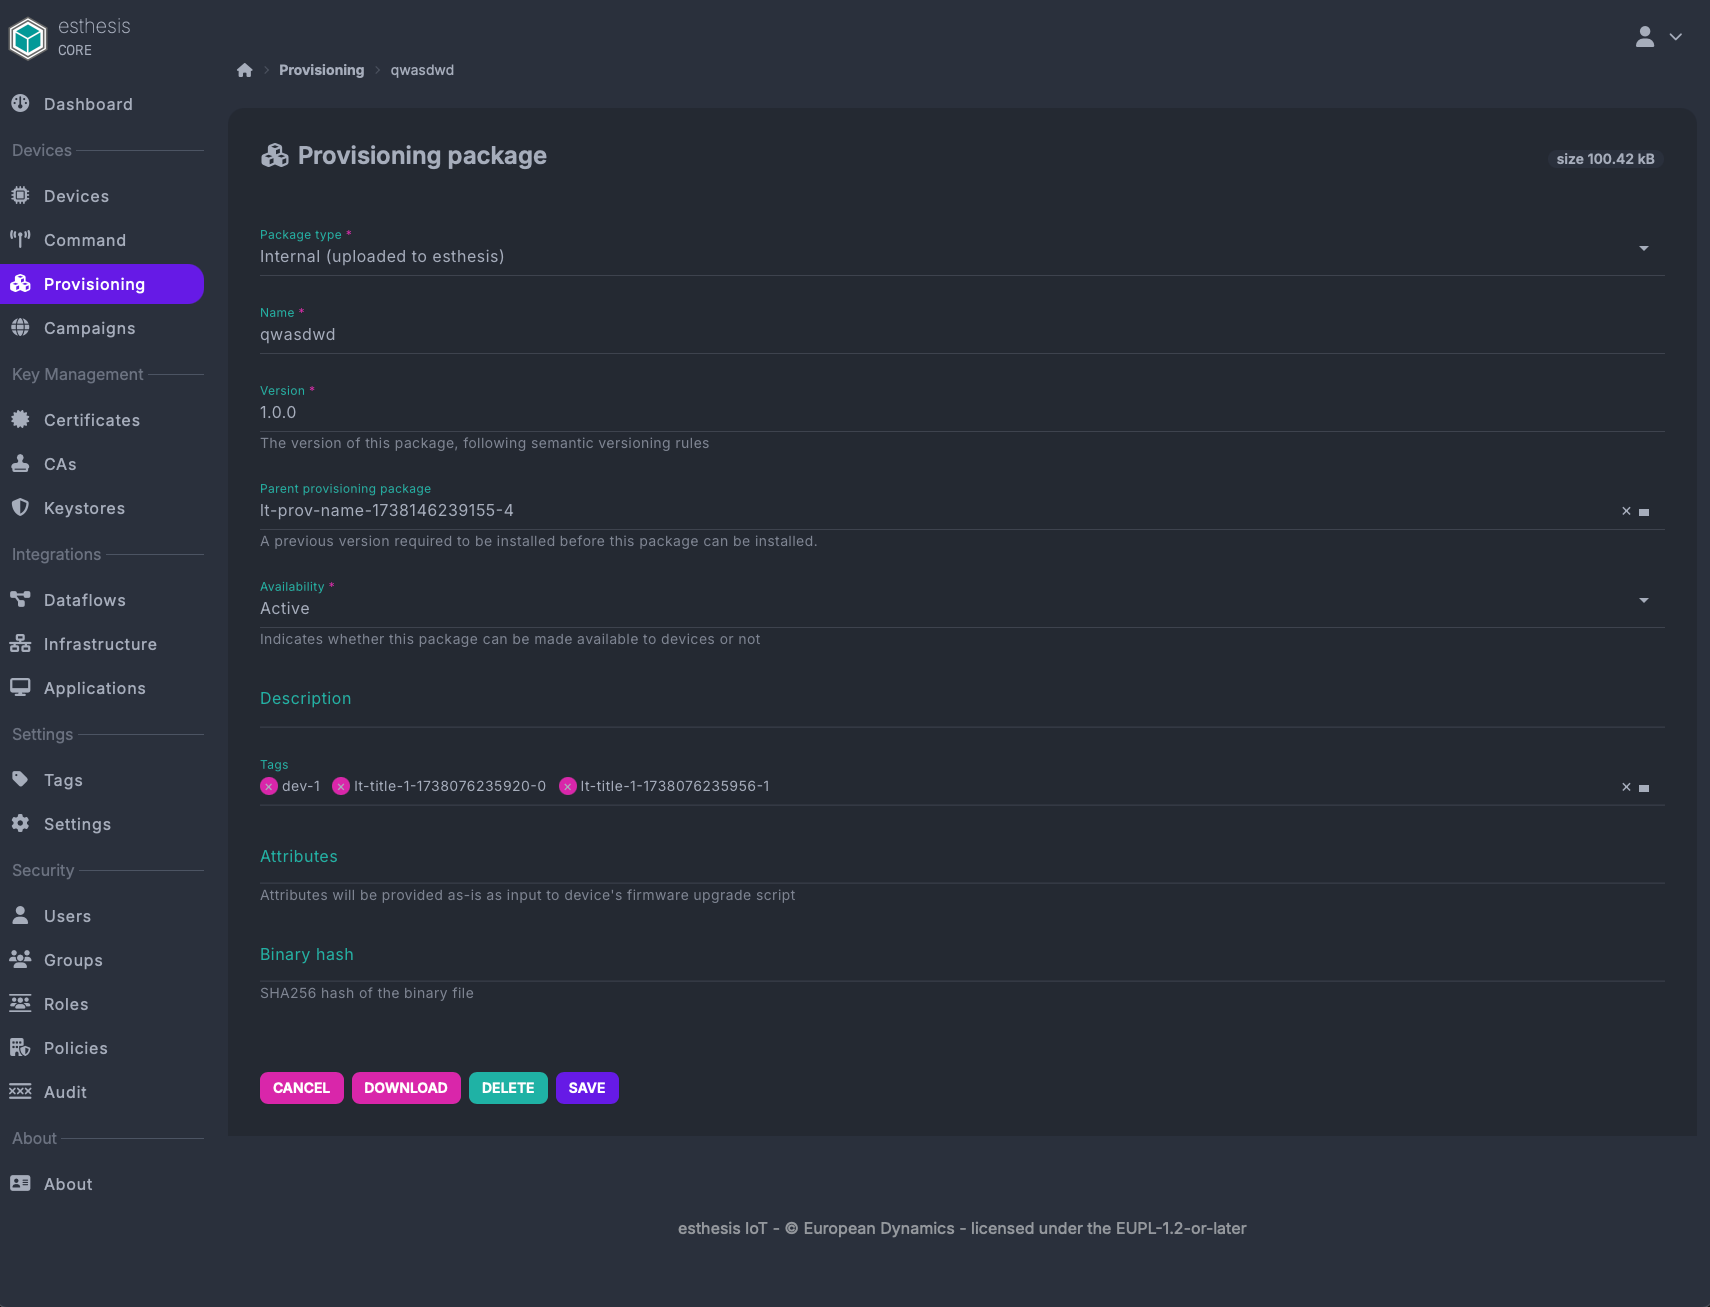 esthesis
CORE
Provisioning
qwasdwd
Dashboard
Devices
Devices
Command
Provisioning
Campaigns
Key Management
Certificates
CAs
Keystores
Integrations
Dataflows
Infrastructure
Applications
Settings
Tags
Settings
Security
Users
Groups
Roles
Policies
Audit
About
About
Provisioning package
size 100.42 kB
Package type *
Internal (uploaded to esthesis)
Name *
qwasdwd
Version *
1.0.0
The version of this package, following semantic versioning rules
Parent provisioning package
lt-prov-name-1738146239155-4
A previous version required to be installed before this package can be installed.
Availability *
Active
Indicates whether this package can be made available to devices or not
Description
Tags
dev-1 lt-title-1-1738076235920-0 lt-title-1-1738076235956-1
Attributes
Attributes will be provided as-is as input to device's firmware upgrade script
Binary hash
SHA256 hash of the binary file
CANCEL DOWNLOAD DELETE SAVE
esthesis IoT - © European Dynamics - licensed under the EUPL-1.2-or-later